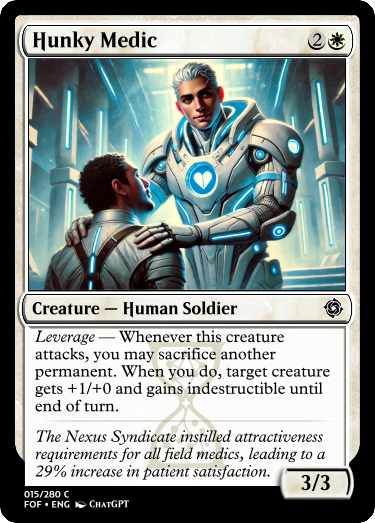 Hunky Medic 2
Creature — Human Soldier
Leverage — Whenever this creature
attacks, you may sacrifice another
permanent. When you do, target creature
gets +1/+0 and gains indestructible until
end of turn.
The Nexus Syndicate instilled attractiveness
requirements for all field medics, leading to a
29% increase in patient satisfaction.
3/3
015/280 C
FOF • ENG ChatGPT